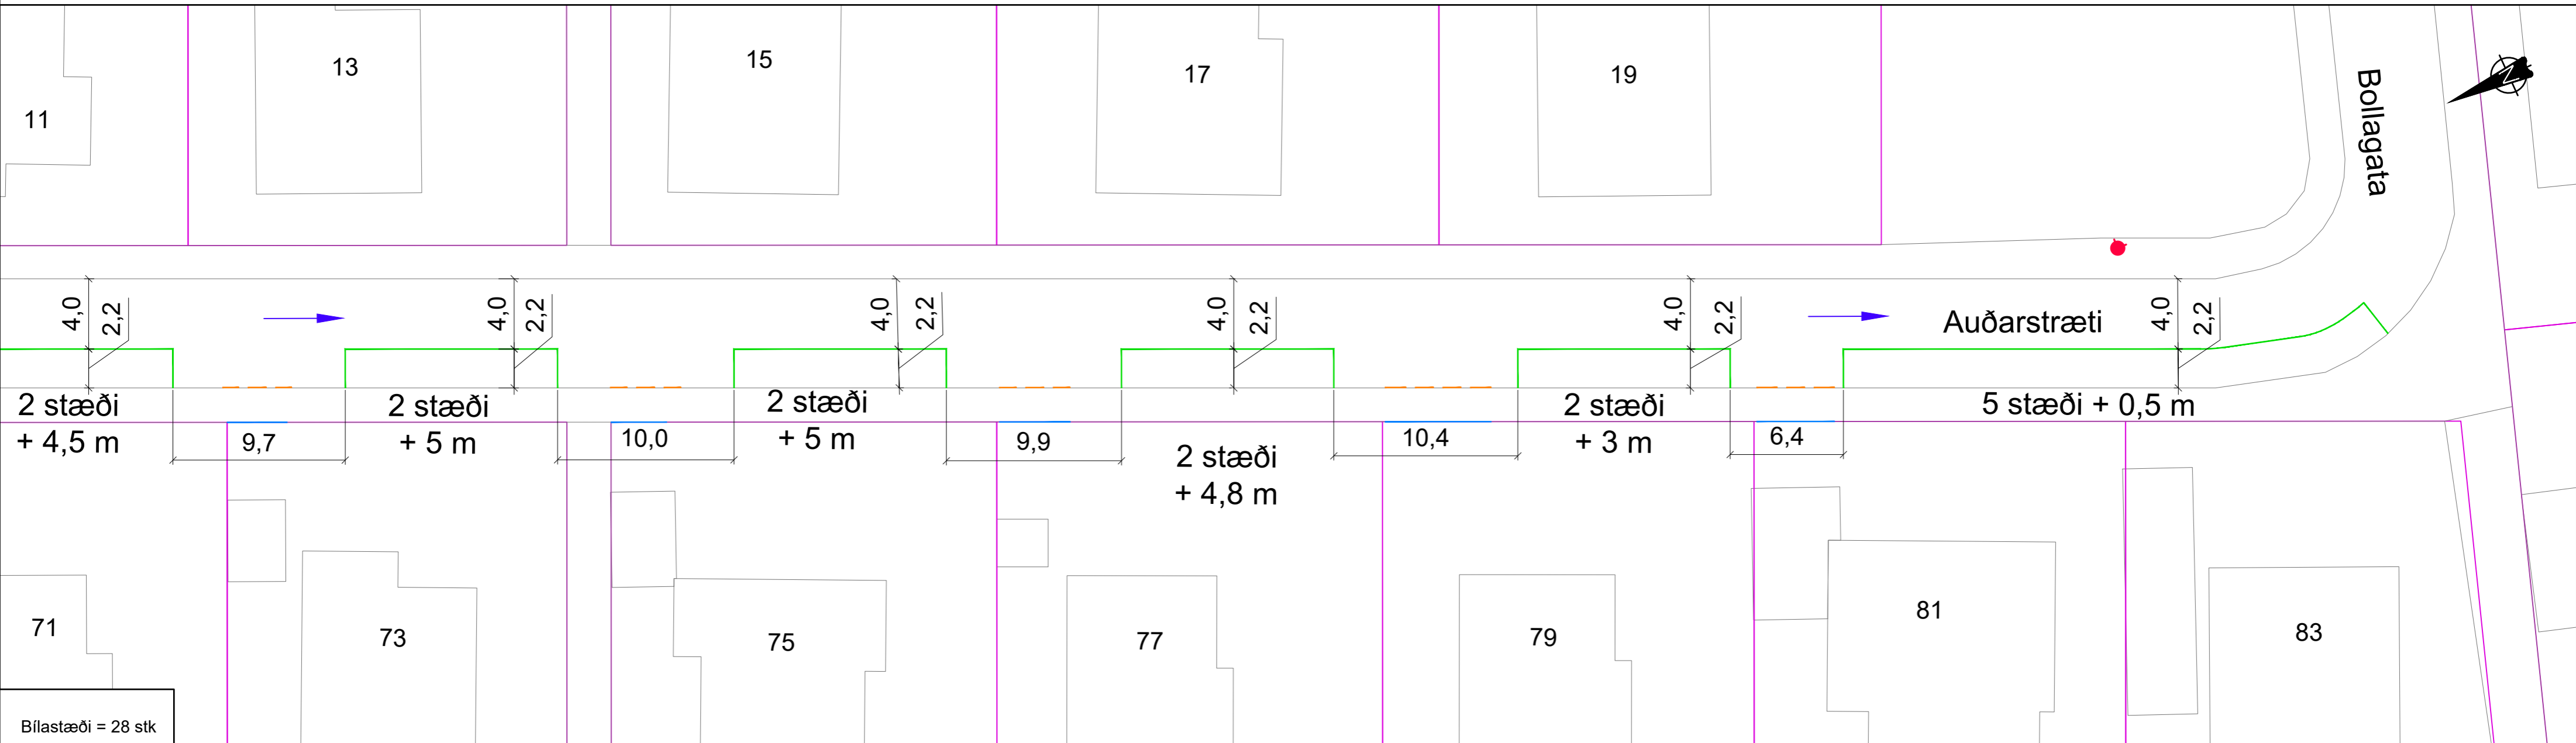 11
13
15
17
19
Bollagata
N
4,0
2,2
4,0
2,2
4,0
2,2
4,0
2,2
4,0
2,2
Auðarstræti
4,0
2,2
2 stæði
+ 4,5 m
9,7
2 stæði
+ 5 m
10,0
2 stæði
+ 5 m
9,9
2 stæði
+ 4,8 m
10,4
2 stæði
+ 3 m
6,4
5 stæði + 0,5 m
71
73
75
77
79
81
83
Bílastæði = 28 stk